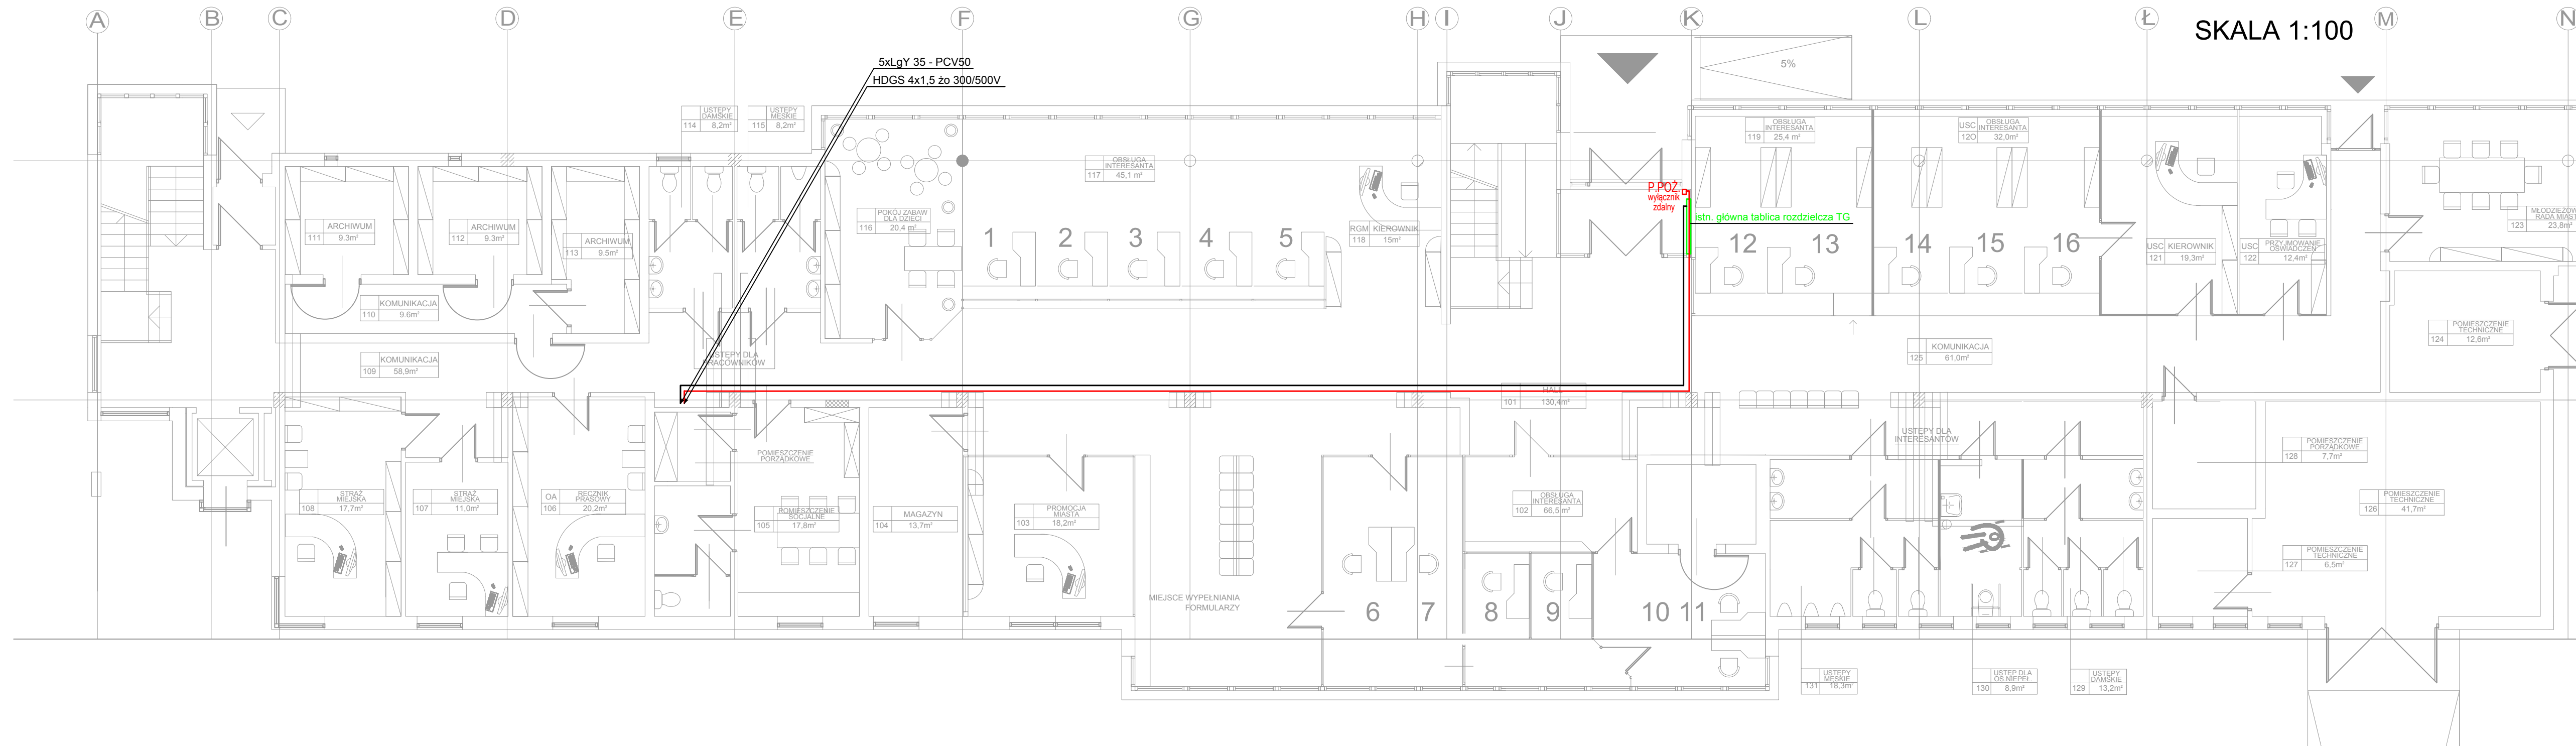 A
B
C
D
E
F
G
H
I
J
K
L
Ł
M
N
SKALA 1:100
5xLgY 35 - PCV50
HDGS 4x1,5 żo 300/500V
5%
USTĘPY
DAMSKIE
114 8,2m²
USTĘPY
MĘSKIE
115 8,2m²
OBSŁUGA
INTERESANTA
117 45,1 m²
OBSŁUGA
INTERESANTA
119 25,4 m²
USC OBSŁUGA
INTERESANTA
120 32,0m²
P.POŻ.
wyłącznik
zdalny
istn. główna tablica rozdzielcza TG
ARCHIWUM
111 9.3m²
ARCHIWUM
112 9.3m²
ARCHIWUM
113 9.5m²
POKÓJ ZABAW
DLA DZIECI
116 20,4 m²
1
2
3
4
5
RGM KIEROWNIK
118 15m²
12
13
14
15
16
USC KIEROWNIK
121 19,3m²
USC PRZYJMOWANIE
OŚWIADCZEŃ
122 12,4m²
MŁODZIEŻOW
RADA MIAST
123 23,8m²
KOMUNIKACJA
110 9.6m²
KOMUNIKACJA
109 58,9m²
USTĘPY DLA
PRACOWNIKÓW
KOMUNIKACJA
125 61,0m²
POMIESZCZENIE
TECHNICZNE
124 12,6m²
HALL
101 130,4m²
POMIESZCZENIE
PORZĄDKOWE
USTĘPY DLA
INTERESANTÓW
POMIESZCZENIE
PORZĄDKOWE
128 7,7m²
STRAŻ
MIEJSKA
108 17,7m²
STRAŻ
MIEJSKA
107 11,0m²
OA RECZNIK
PRASOWY
106 20,2m²
POMIESZCZENIE
SOCJALNE
105 17,8m²
MAGAZYN
104 13,7m²
PROMOCJA
MIASTA
103 18,2m²
OBSŁUGA
INTERESANTA
102 66,5 m²
POMIESZCZENIE
TECHNICZNE
126 41,7m²
POMIESZCZENIE
TECHNICZNE
127 6,5m²
MIEJSCE WYPEŁNIANIA
FORMULARZY
6
7
8
9
10
11
USTĘPY
MĘSKIE
131 18,3m²
USTĘP DLA
OS.NIEPEŁ.
130 8,9m²
USTĘPY
DAMSKIE
129 13,2m²